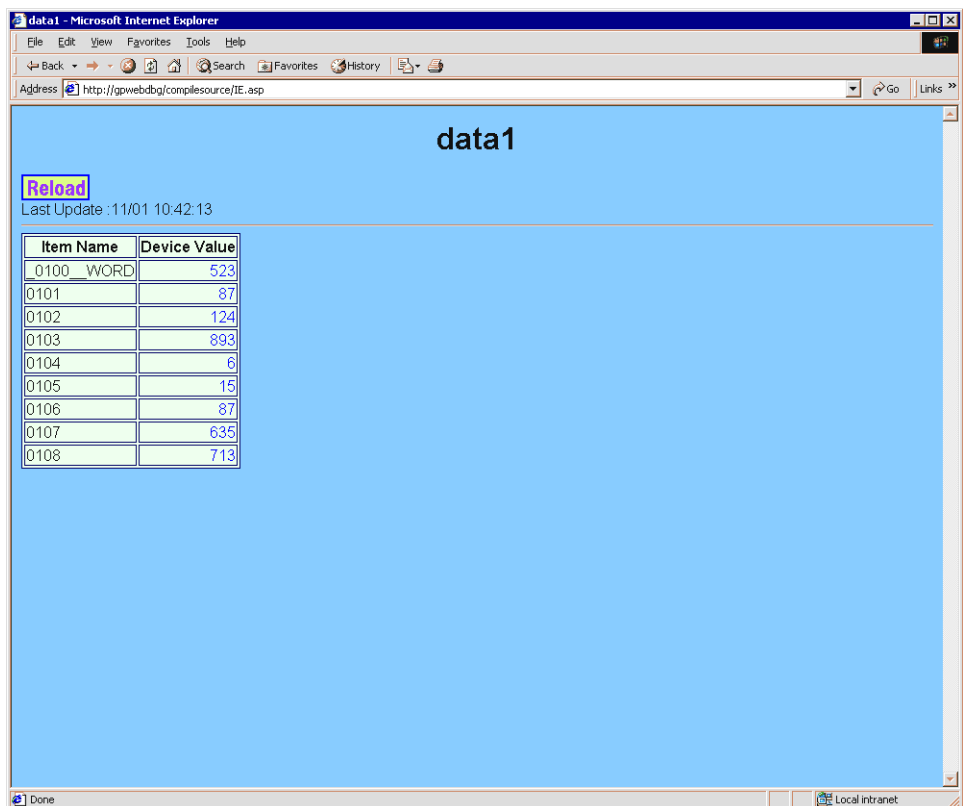 data1 - Microsoft Internet Explorer
File Edit View Favorites Tools Help
Back Search Favorites History
Address http://gpwebdbg/compilesource/IE.asp Go Links »
data1
Reload
Last Update :11/01 10:42:13
Item Name Device Value
_0100__WORD 523
0101 87
0102 124
0103 893
0104 6
0105 15
0106 87
0107 635
0108 713
Done Local intranet